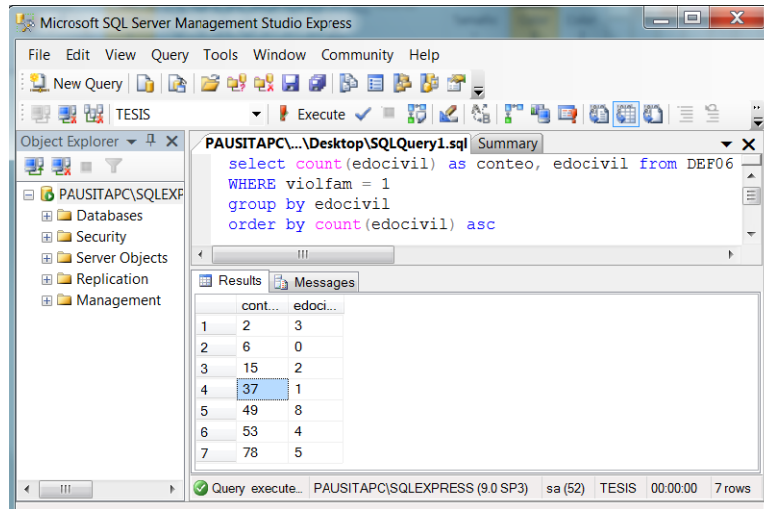 Microsoft SQL Server Management Studio Express
File Edit View Query Tools Window Community Help
New Query
TESIS Execute
Object Explorer
PAUSITAPC\...\Desktop\SQLQuery1.sql Summary
select count(edocivil) as conteo, edocivil from DEF06
WHERE violfam = 1
group by edocivil
order by count(edocivil) asc
PAUSITAPC\SQLEXP
Databases
Security
Server Objects
Replication
Management
Results Messages
cont... edoci...
1 2 3
2 6 0
3 15 2
4 37 1
5 49 8
6 53 4
7 78 5
Query execute... PAUSITAPC\SQLEXPRESS (9.0 SP3) sa (52) TESIS 00:00:00 7 rows